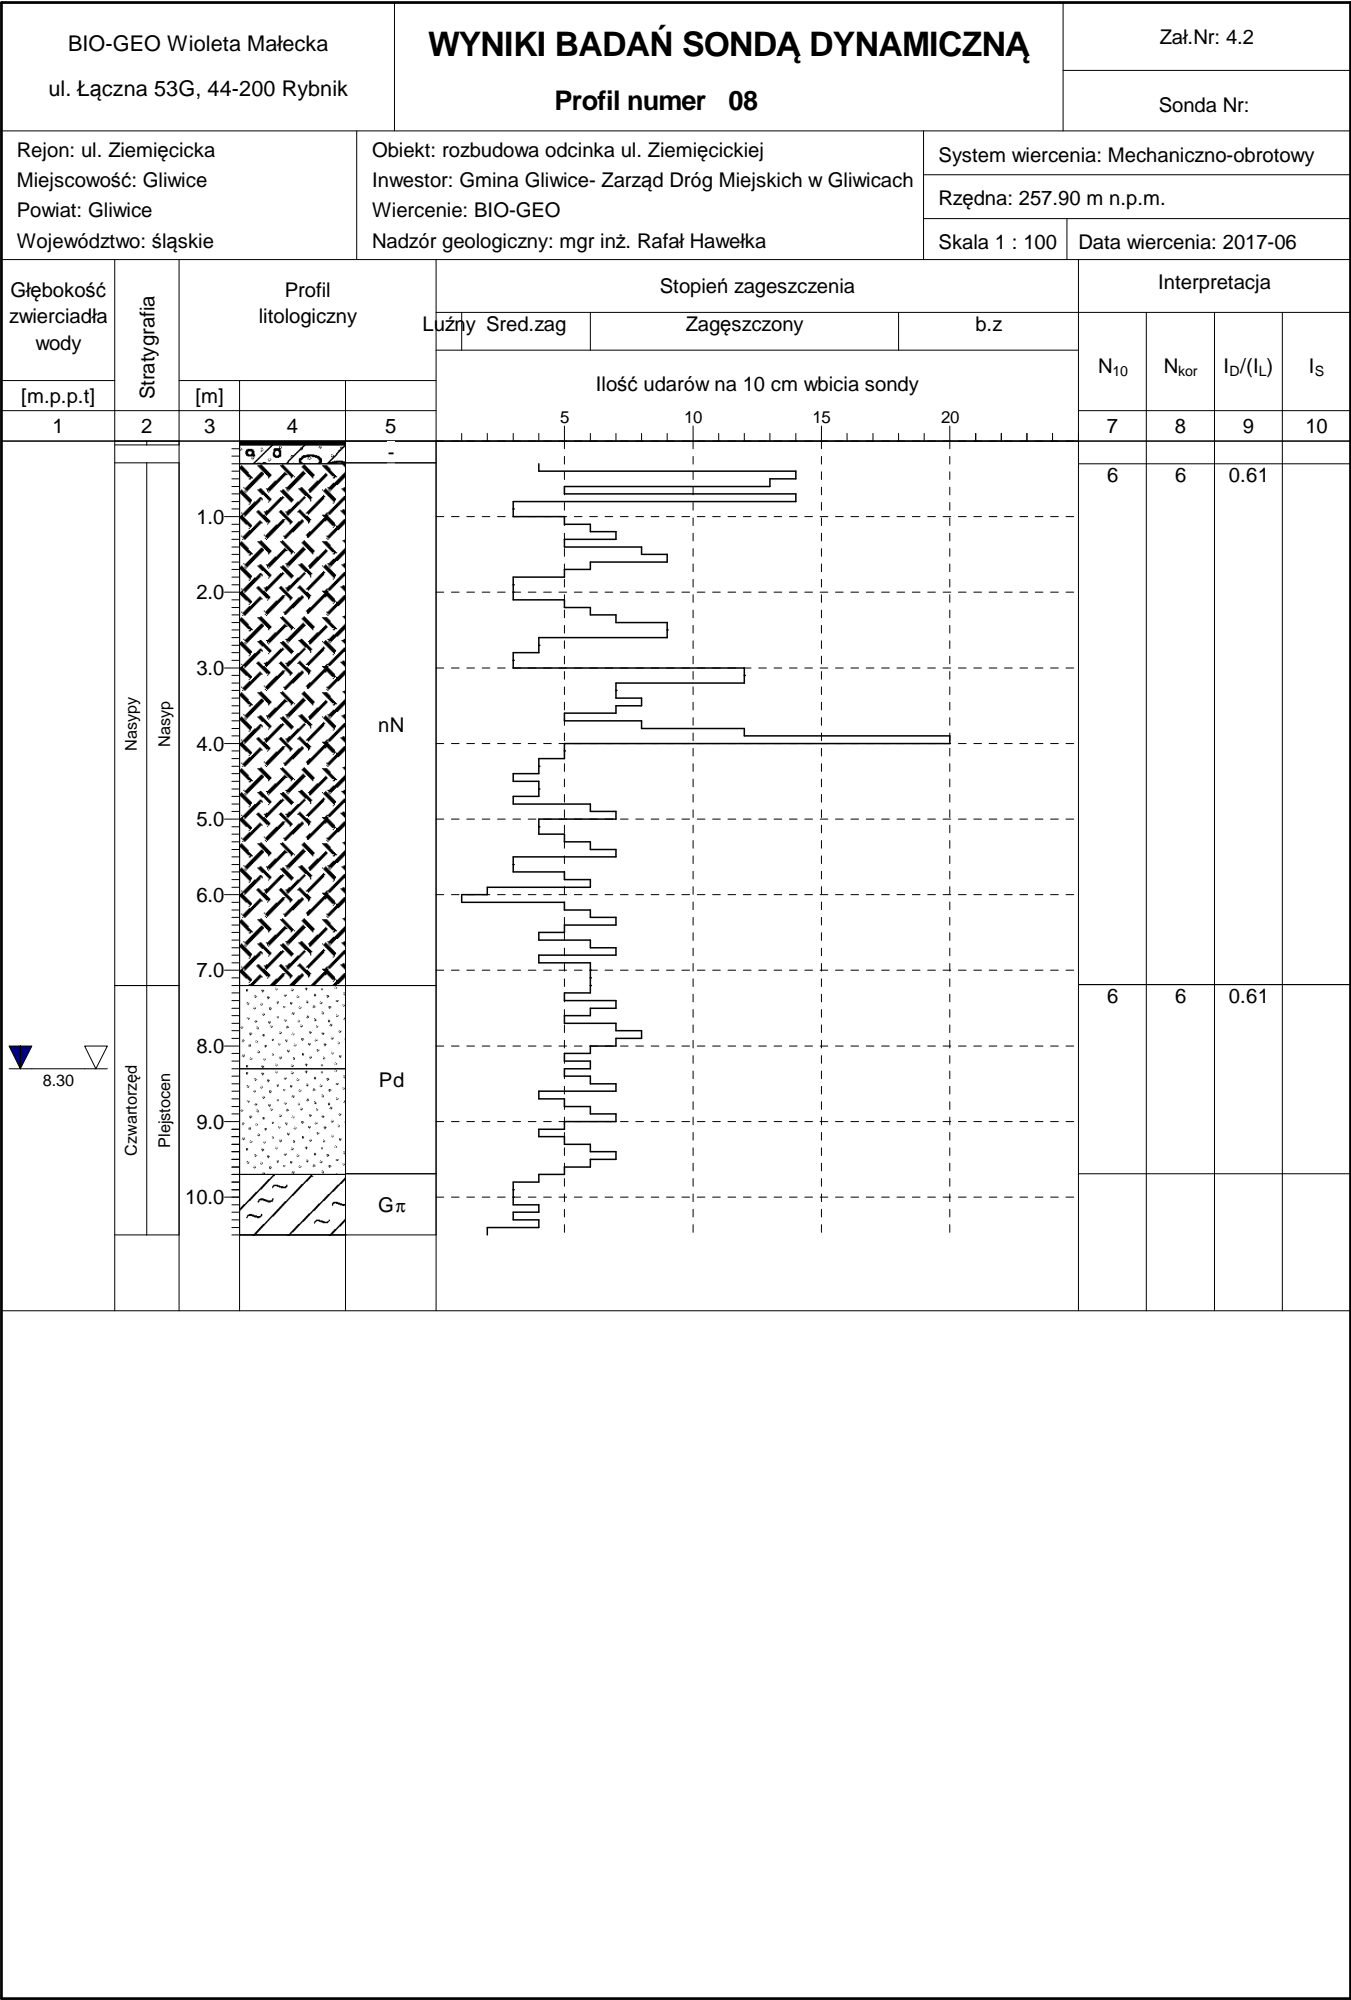 BIO-GEO Wioleta Małecka
ul. Łączna 53G, 44-200 Rybnik
WYNIKI BADAŃ SONDĄ DYNAMICZNĄ
Profil numer 08
Zał.Nr: 4.2
Sonda Nr:
Rejon: ul. Ziemięcicka
Miejscowość: Gliwice
Powiat: Gliwice
Województwo: śląskie
Obiekt: rozbudowa odcinka ul. Ziemięcickiej
Inwestor: Gmina Gliwice- Zarząd Dróg Miejskich w Gliwicach
Wiercenie: BIO-GEO
Nadzór geologiczny: mgr inż. Rafał Hawełka
System wiercenia: Mechaniczno-obrotowy
Rzędna: 257.90 m n.p.m.
Skala 1 : 100
Data wiercenia: 2017-06
Głębokość
zwierciadła
wody
[m.p.p.t]
Stratygrafia
Profil
litologiczny
[m]
Stopień zageszczenia
Luźny Sred.zag Zagęszczony b.z
Ilość udarów na 10 cm wbicia sondy
5 10 15 20
Interpretacja
N10 Nkor ID/(IL) IS
1 2 3 4 5 7 8 9 10
-
6 6 0.61
1.0
2.0
3.0
Nasypy
Nasyp
nN
4.0
5.0
6.0
7.0
6 6 0.61
8.0
8.30
Czwartorzęd
Plejstocen
Pd
9.0
10.0
Gπ